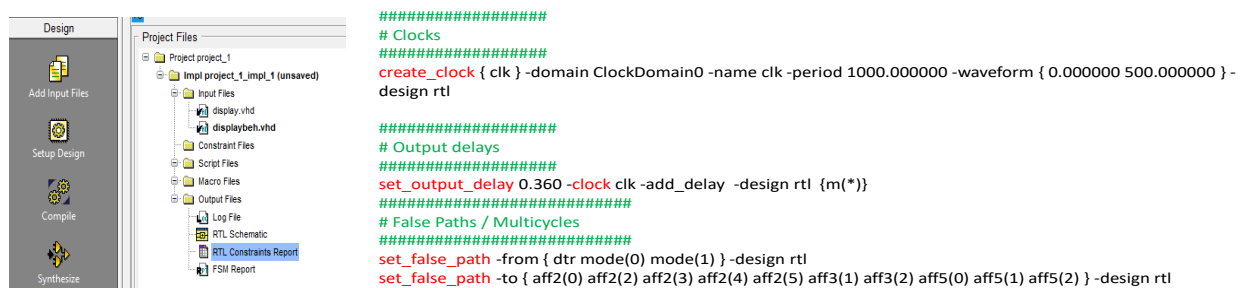 Design
Add Input Files
Setup Design
Compile
Synthesize
Project Files
Project project_1
Impl project_1_impl_1 (unsaved)
Input Files
display.vhd
displaybeh.vhd
Constraint Files
Script Files
Macro Files
Output Files
Log File
RTL Schematic
RTL Constraints Report
FSM Report
##################
# Clocks
##################
create_clock { clk } -domain ClockDomain0 -name clk -period 1000.000000 -waveform { 0.000000 500.000000 } -
design rtl
###################
# Output delays
###################
set_output_delay 0.360 -clock clk -add_delay -design rtl {m(*)}
###########################
# False Paths / Multicycles
###########################
set_false_path -from { dtr mode(0) mode(1) } -design rtl
set_false_path -to { aff2(0) aff2(2) aff2(3) aff2(4) aff2(5) aff3(1) aff3(2) aff5(0) aff5(1) aff5(2) } -design rtl